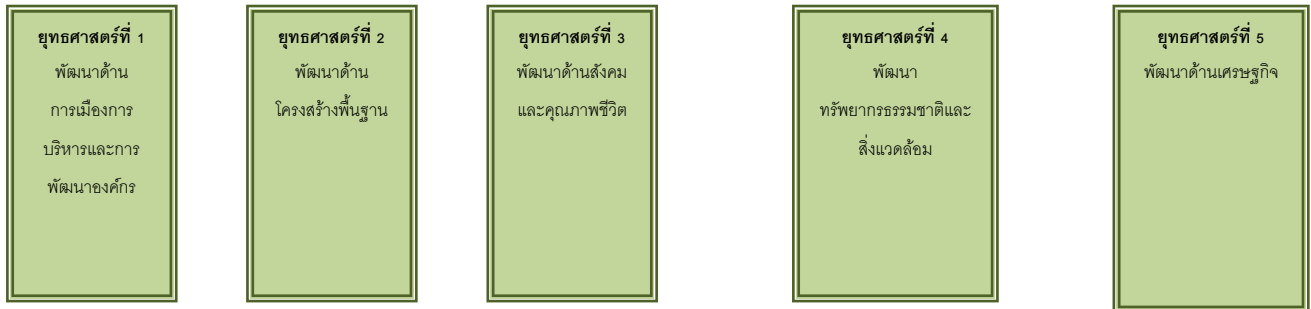 ยุทธศาสตร์ที่ 1
พัฒนาด้าน
การเมืองการ
บริหารและการ
พัฒนาองค์กร
ยุทธศาสตร์ที่ 2
พัฒนาด้าน
โครงสร้างพื้นฐาน
ยุทธศาสตร์ที่ 3
พัฒนาด้านสังคม
และคุณภาพชีวิต
ยุทธศาสตร์ที่ 4
พัฒนา
ทรัพยากรธรรมชาติและ
สิ่งแวดล้อม
ยุทธศาสตร์ที่ 5
พัฒนาด้านเศรษฐกิจ